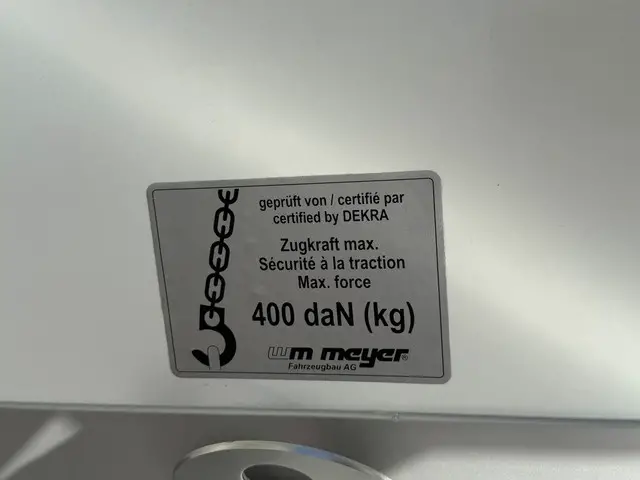 geprüft von / certifié par
certified by DEKRA
Zugkraft max.
Sécurité à la traction
Max. force
400 daN (kg)
wm meyer®
Fahrzeugbau AG